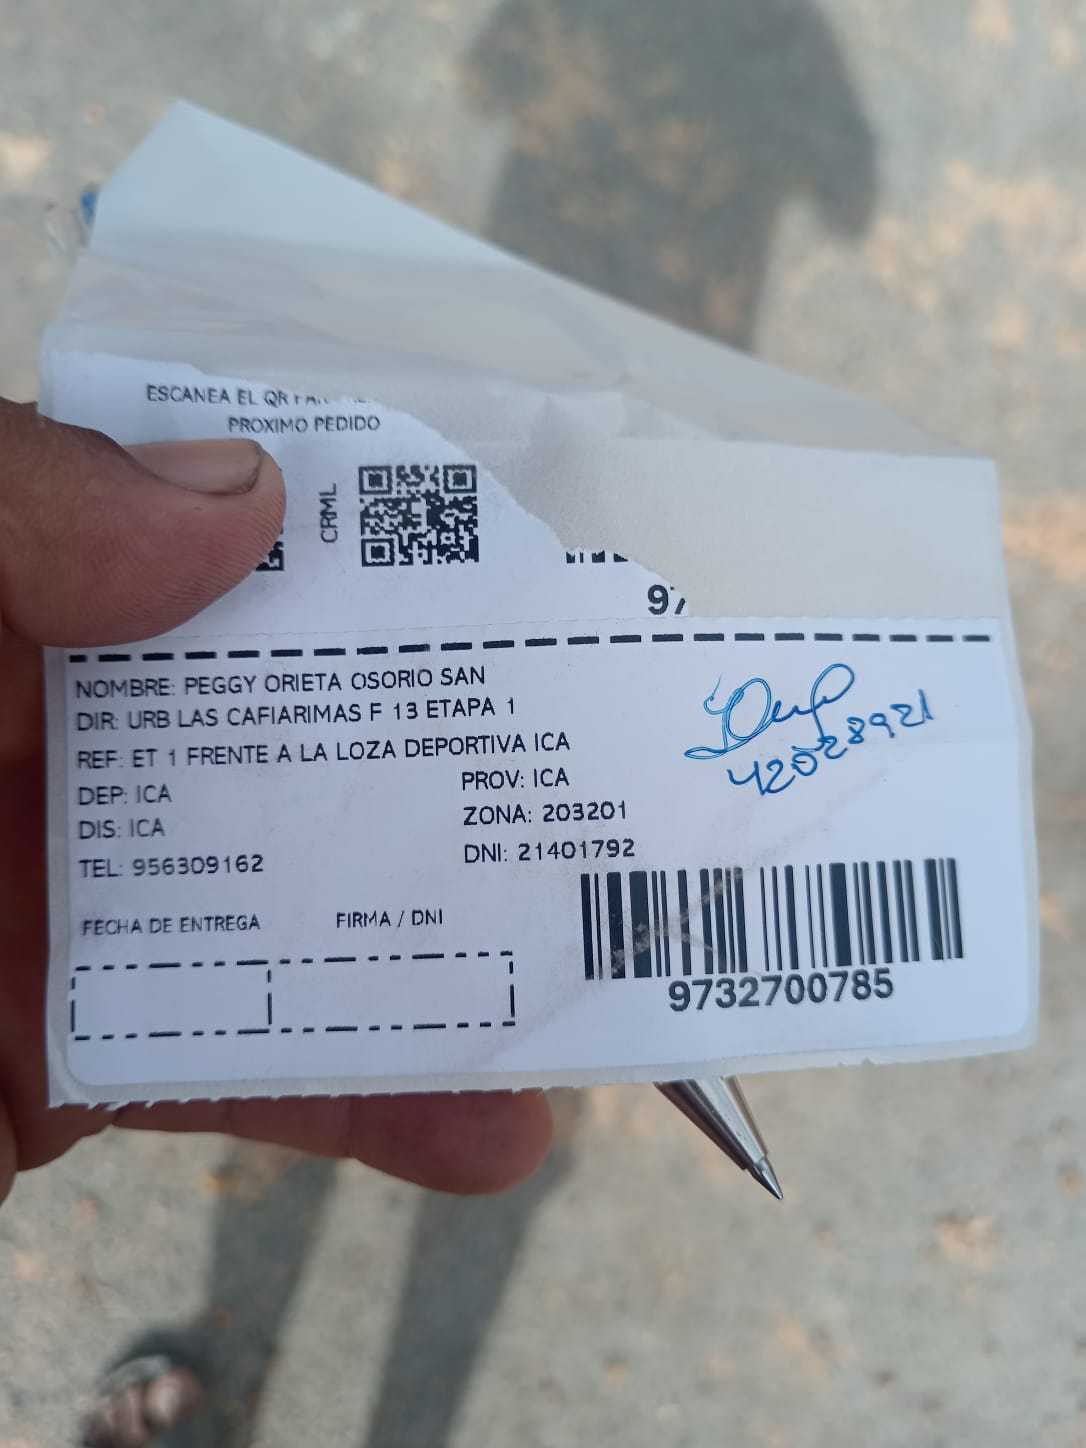 ESCANEA EL QR
PROXIMO PEDIDO
CRML
97
NOMBRE: PEGGY ORIETA OSORIO SAN
DIR: URB LAS CAFIARIMAS F 13 ETAPA 1
REF: ET 1 FRENTE A LA LOZA DEPORTIVA ICA
DEP: ICA
PROV: ICA
DIS: ICA
ZONA: 203201
TEL: 956309162
DNI: 21401792
42028921
FECHA DE ENTREGA
FIRMA / DNI
9732700785